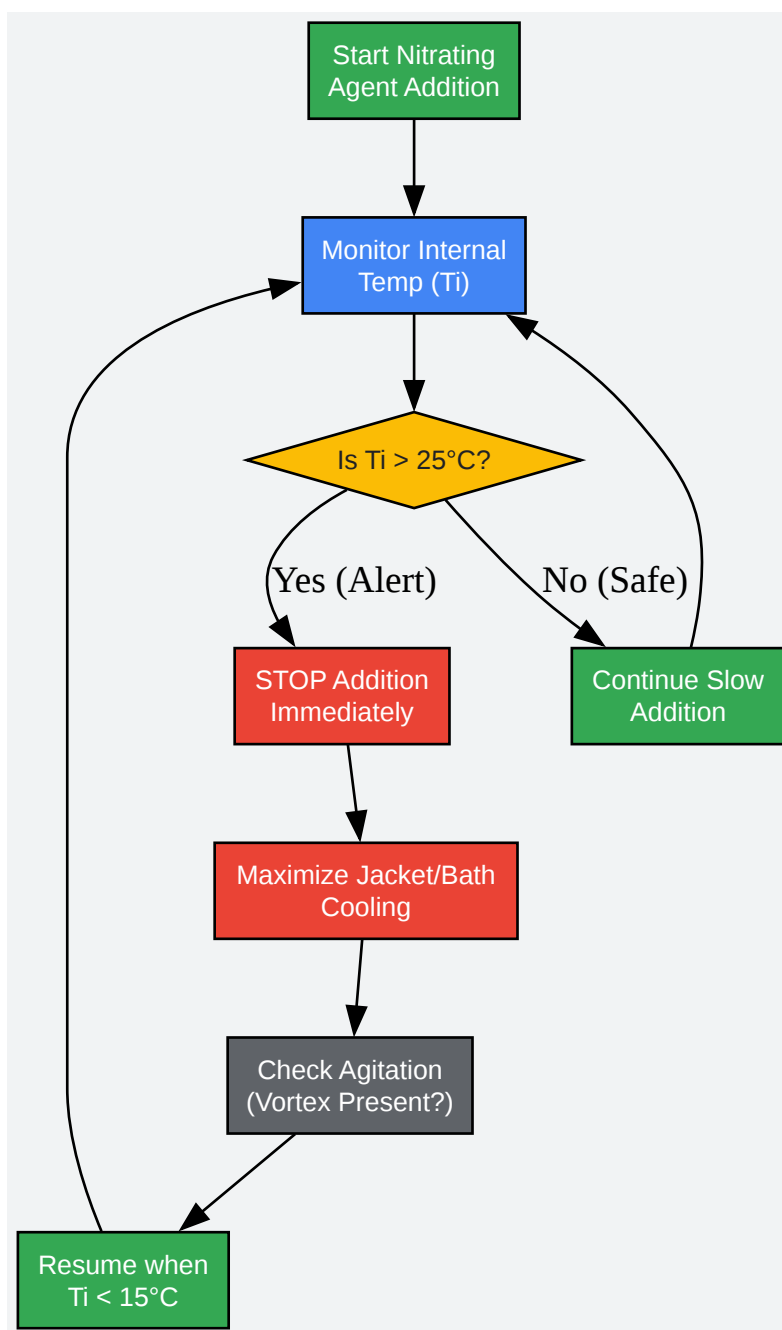 Start Nitrating
Agent Addition
Monitor Internal
Temp (Ti)
Is Ti > 25°C?
Yes (Alert)
No (Safe)
STOP Addition
Immediately
Continue Slow
Addition
Maximize Jacket/Bath
Cooling
Check Agitation
(Vortex Present?)
Resume when
Ti < 15°C